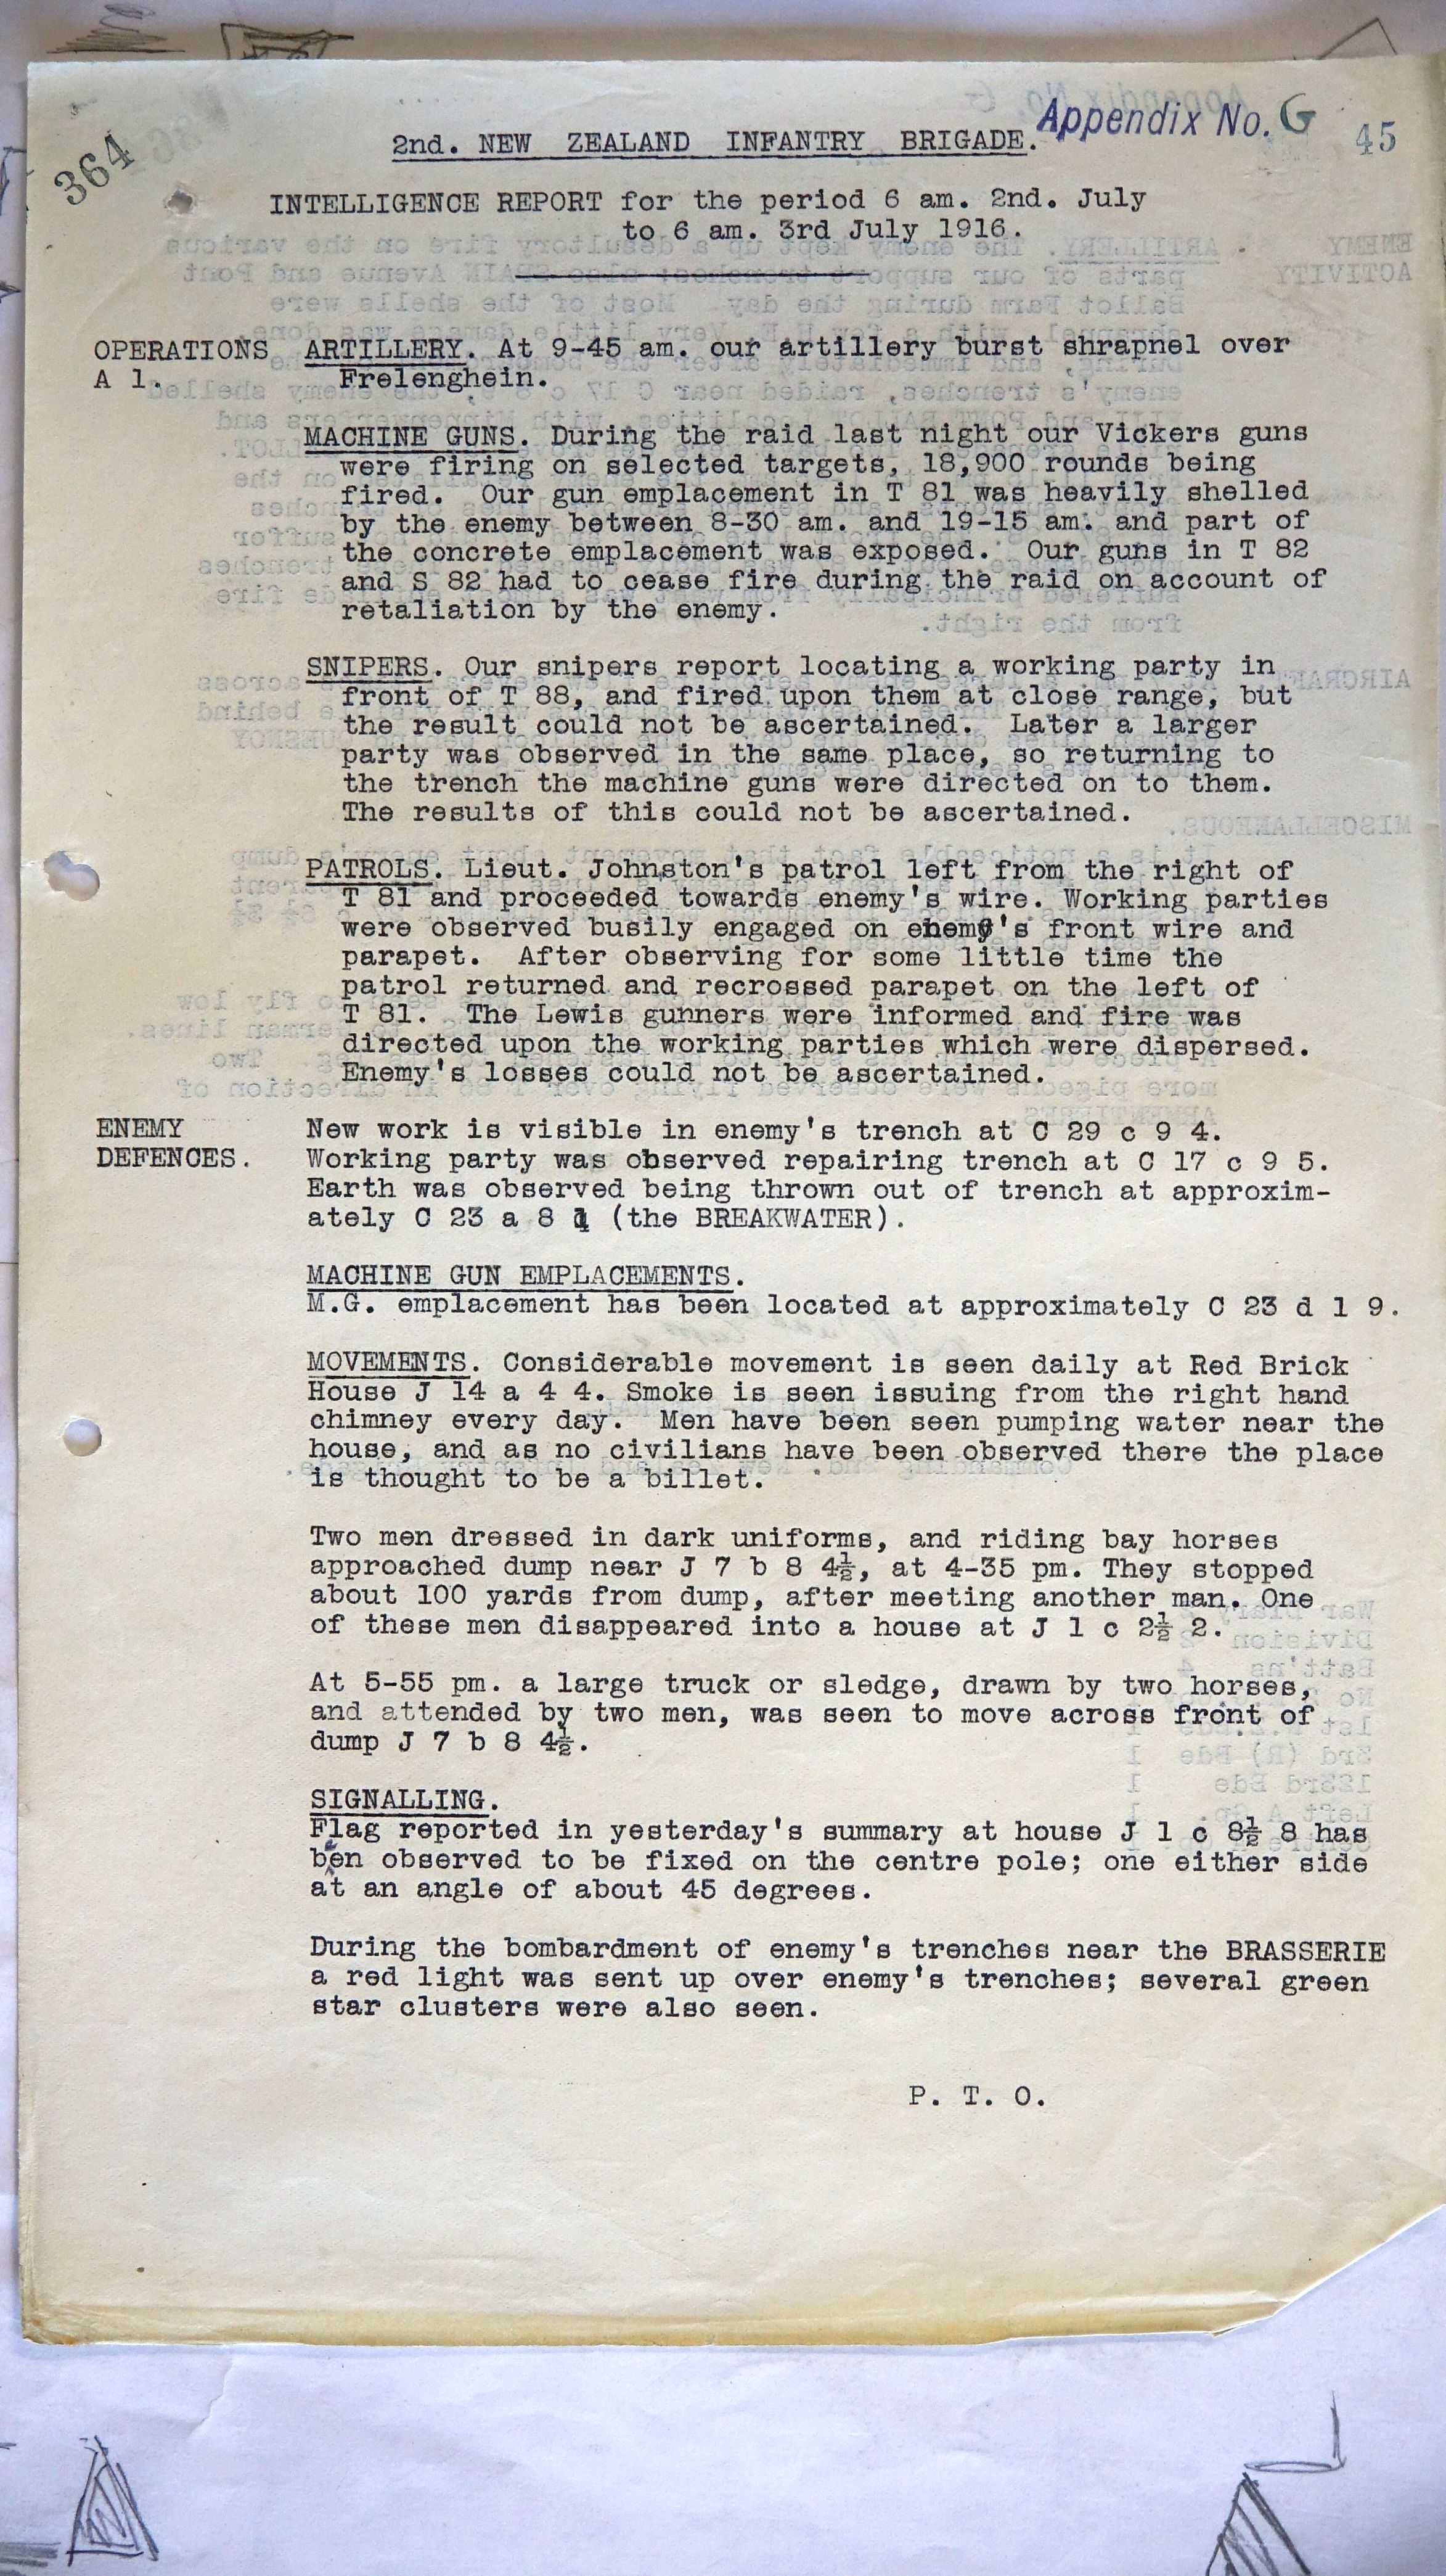 Appendix No. G
364
45
2nd. NEW ZEALAND INFANTRY BRIGADE.
INTELLIGENCE REPORT for the period 6 am. 2nd. July
to 6 am. 3rd July 1916.
OPERATIONS ARTILLERY. At 9-45 am. our artillery burst shrapnel over
A 1. Frelenghein.
MACHINE GUNS. During the raid last night our Vickers guns
were firing on selected targets, 18,900 rounds being
fired. Our gun emplacement in T 81 was heavily shelled
by the enemy between 8-30 am. and 19-15 am. and part of
the concrete emplacement was exposed. Our guns in T 82
and S 82 had to cease fire during the raid on account of
retaliation by the enemy.
SNIPERS. Our snipers report locating a working party in
front of T 88, and fired upon them at close range, but
the result could not be ascertained. Later a larger
party was observed in the same place, so returning to
the trench the machine guns were directed on to them.
The results of this could not be ascertained.
PATROLS. Lieut. Johnston's patrol left from the right of
T 81 and proceeded towards enemy's wire. Working parties
were observed busily engaged on enemy's front wire and
parapet. After observing for some little time the
patrol returned and recrossed parapet on the left of
T 81. The Lewis gunners were informed and fire was
directed upon the working parties which were dispersed.
Enemy's losses could not be ascertained.
ENEMY New work is visible in enemy's trench at C 29 c 9 4.
DEFENCES. Working party was observed repairing trench at C 17 c 9 5.
Earth was observed being thrown out of trench at approxim-
ately C 23 a 8 (the BREAKWATER).
MACHINE GUN EMPLACEMENTS.
M.G. emplacement has been located at approximately C 23 d 1 9.
MOVEMENTS. Considerable movement is seen daily at Red Brick
House J 14 a 4 4. Smoke is seen issuing from the right hand
chimney every day. Men have been seen pumping water near the
house, and as no civilians have been observed there the place
is thought to be a billet.
Two men dressed in dark uniforms, and riding bay horses
approached dump near J 7 b 8 4½, at 4-35 pm. They stopped
about 100 yards from dump, after meeting another man. One
of these men disappeared into a house at J 1 c 2½ 2.
At 5-55 pm. a large truck or sledge, drawn by two horses,
and attended by two men, was seen to move across front of
dump J 7 b 8 4½.
SIGNALLING.
Flag reported in yesterday's summary at house J 1 c 8½ 8 has
been observed to be fixed on the centre pole; one either side
at an angle of about 45 degrees.
During the bombardment of enemy's trenches near the BRASSERIE
a red light was sent up over enemy's trenches; several green
star clusters were also seen.
P. T. O.